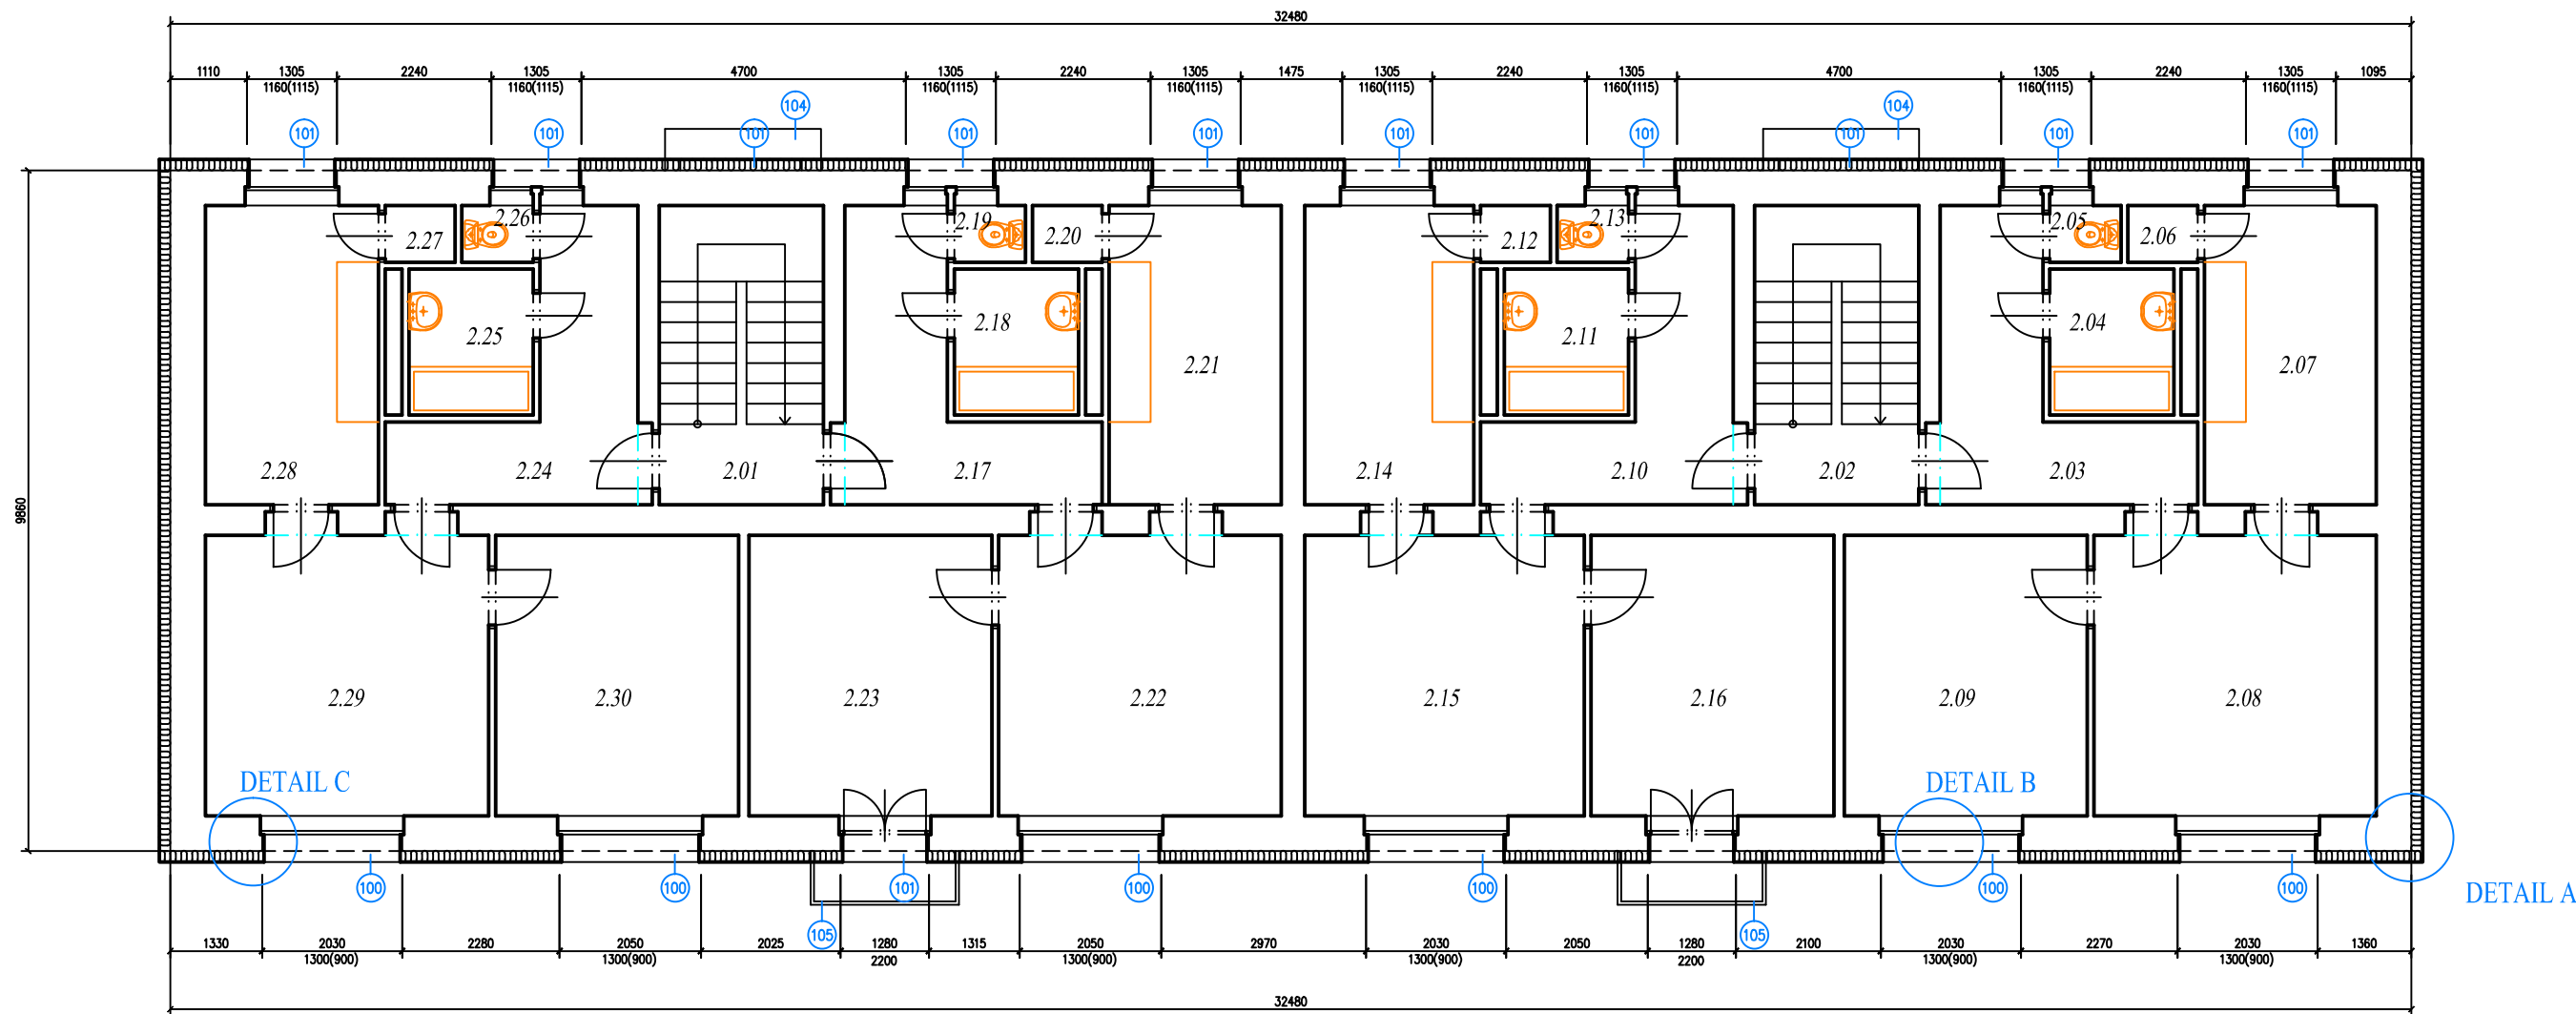 32480
1110 1305 2240 1305 4700 1305 2240 1305 1475 1305 2240 1305 4700 1305 2240 1305 1095
1160(1115) 1160(1115) 1160(1115) 1160(1115) 1160(1115) 1160(1115) 1160(1115) 1160(1115)
104 104
101 101 101 101 101 101 101 101 101 101
2.26 2.19 2.13 2.05
2.27 2.20 2.12 2.06
2.25 2.18 2.11 2.04
2.21 2.07
2.28 2.24 2.01 2.17 2.14 2.10 2.02 2.03
9860
2.29 2.30 2.23 2.22 2.15 2.16 2.09 2.08
DETAIL C DETAIL B
100 100 101 100 100 100 100
DETAIL A
105 105
1330 2030 2280 2050 2025 1280 1315 2050 2970 2030 2050 1280 2100 2030 2270 2030 1360
1300(900) 1300(900) 2200 1300(900) 1300(900) 2200 1300(900) 1300(900)
32480